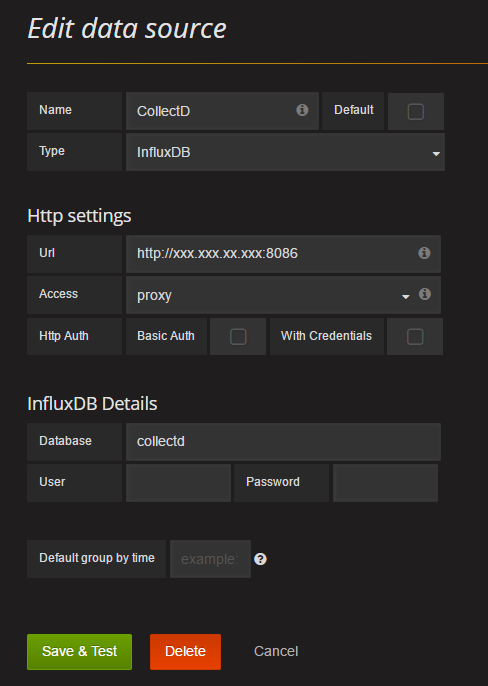 Edit data source
Name CollectD Default
Type InfluxDB
Http settings
Url http://xxx.xxx.xx.xxx:8086
Access proxy
Http Auth Basic Auth With Credentials
InfluxDB Details
Database collectd
User Password
Default group by time example:
Save & Test Delete Cancel